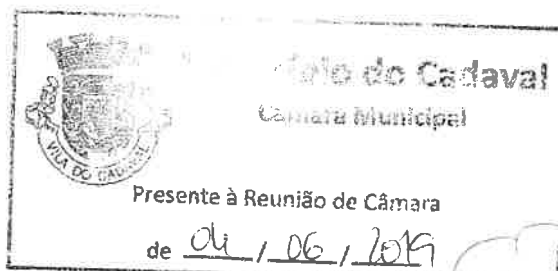 do Cadaval
Câmara Municipal
VILA DO CADAVAL
Presente à Reunião de Câmara
de 04 / 06 / 2019